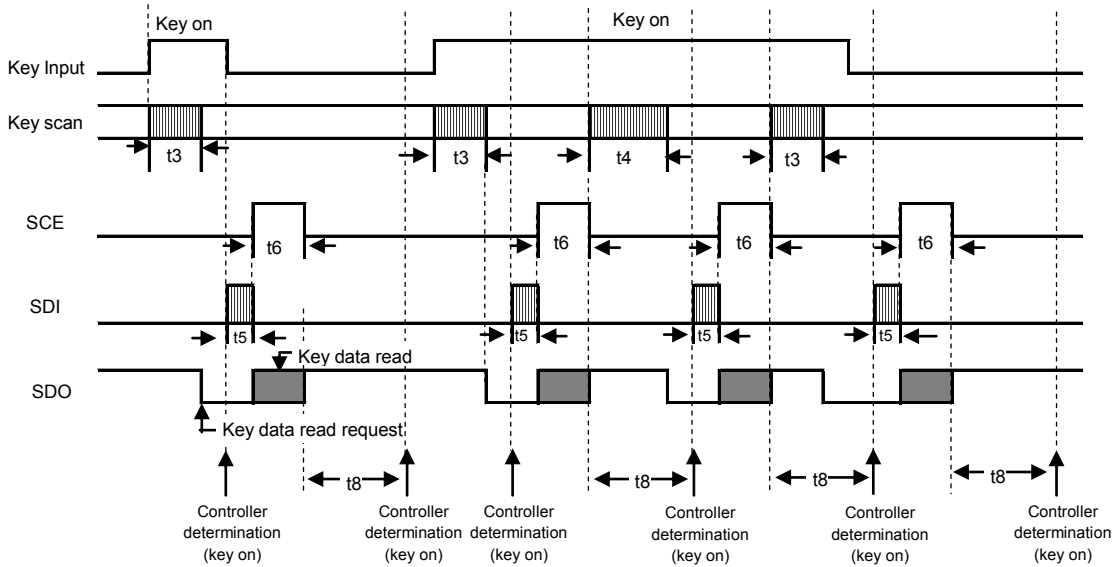 Key on
Key on
Key Input
Key scan
t3
t3
t4
t3
SCE
t6
t6
t6
t6
SDI
t5
t5
t5
t5
Key data read
SDO
Key data read request
t8
t8
t8
t8
Controller
determination
(key on)
Controller
determination
(key on)
Controller
determination
(key on)
Controller
determination
(key on)
Controller
determination
(key on)
Controller
determination
(key on)